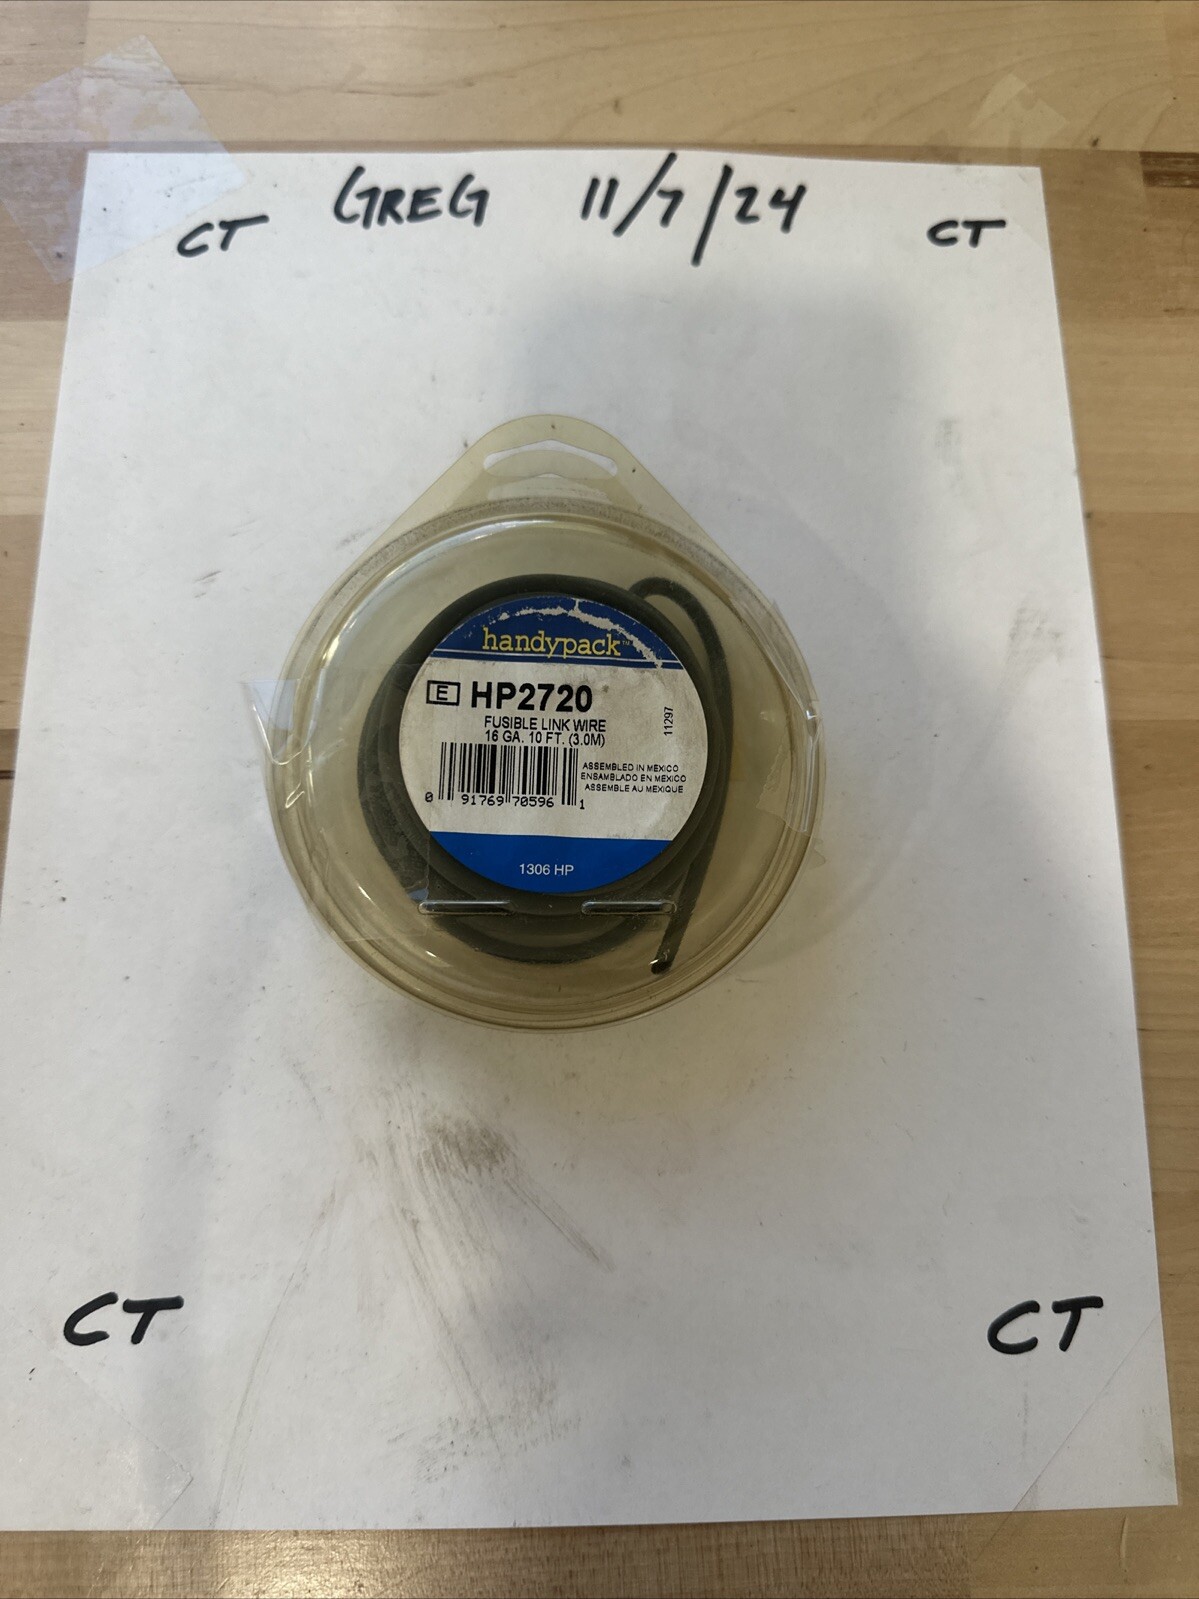 GREG 11/7/24
CT CT
handypack™
E HP2720
FUSIBLE LINK WIRE
16 GA. 10 FT. (3.0M)
11297
ASSEMBLED IN MEXICO
ENSAMBLADO EN MEXICO
ASSEMBLE AU MEXIQUE
0 91769 70596 1
1306 HP
CT CT